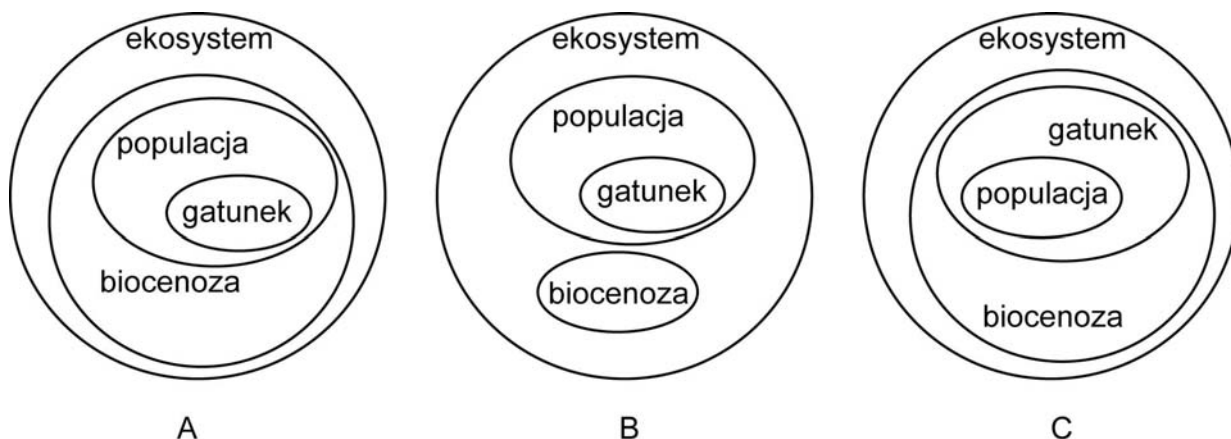 ekosystem
populacja
gatunek
biocenoza
A
ekosystem
populacja
gatunek
biocenoza
B
ekosystem
gatunek
populacja
biocenoza
C